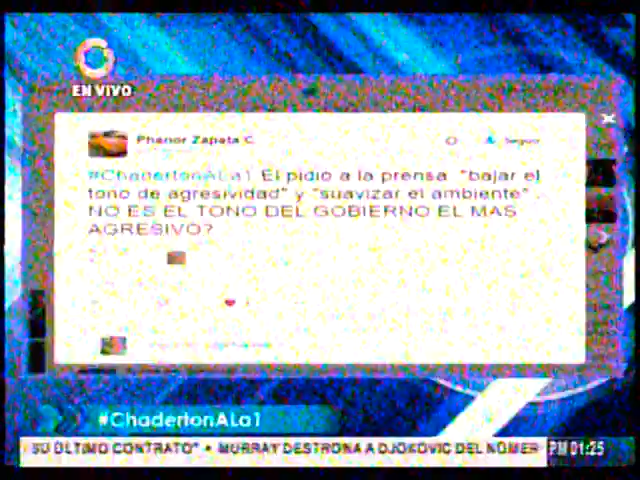 EN VIVO
Phanor Zapata C
Seguir
#ChadertonALa1 El pidio a la prensa "bajar el
tono de agresividad" y "suavizar el ambiente" .
NO ES EL TONO DEL GOBIERNO EL MAS
AGRESIVO?
#ChadertonALa1
SU ÚLTIMO CONTRATO" • MURRAY DESTRONA A DJOKOVIC DEL NÚMER
PM 01:25